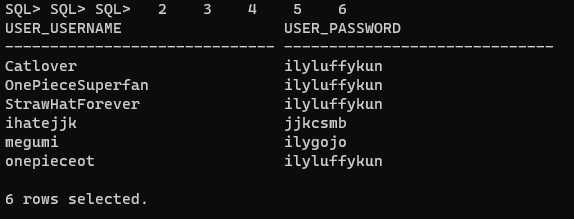 SQL> SQL> SQL>   2    3    4    5    6
USER_USERNAME                  USER_PASSWORD
------------------------------ ------------------------------
Catlover                       ilyluffykun
OnePieceSuperfan               ilyluffykun
StrawHatForever                ilyluffykun
ihatejjk                       jjkcsmb
megumi                         ilygojo
onepieceot                     ilyluffykun
6 rows selected.